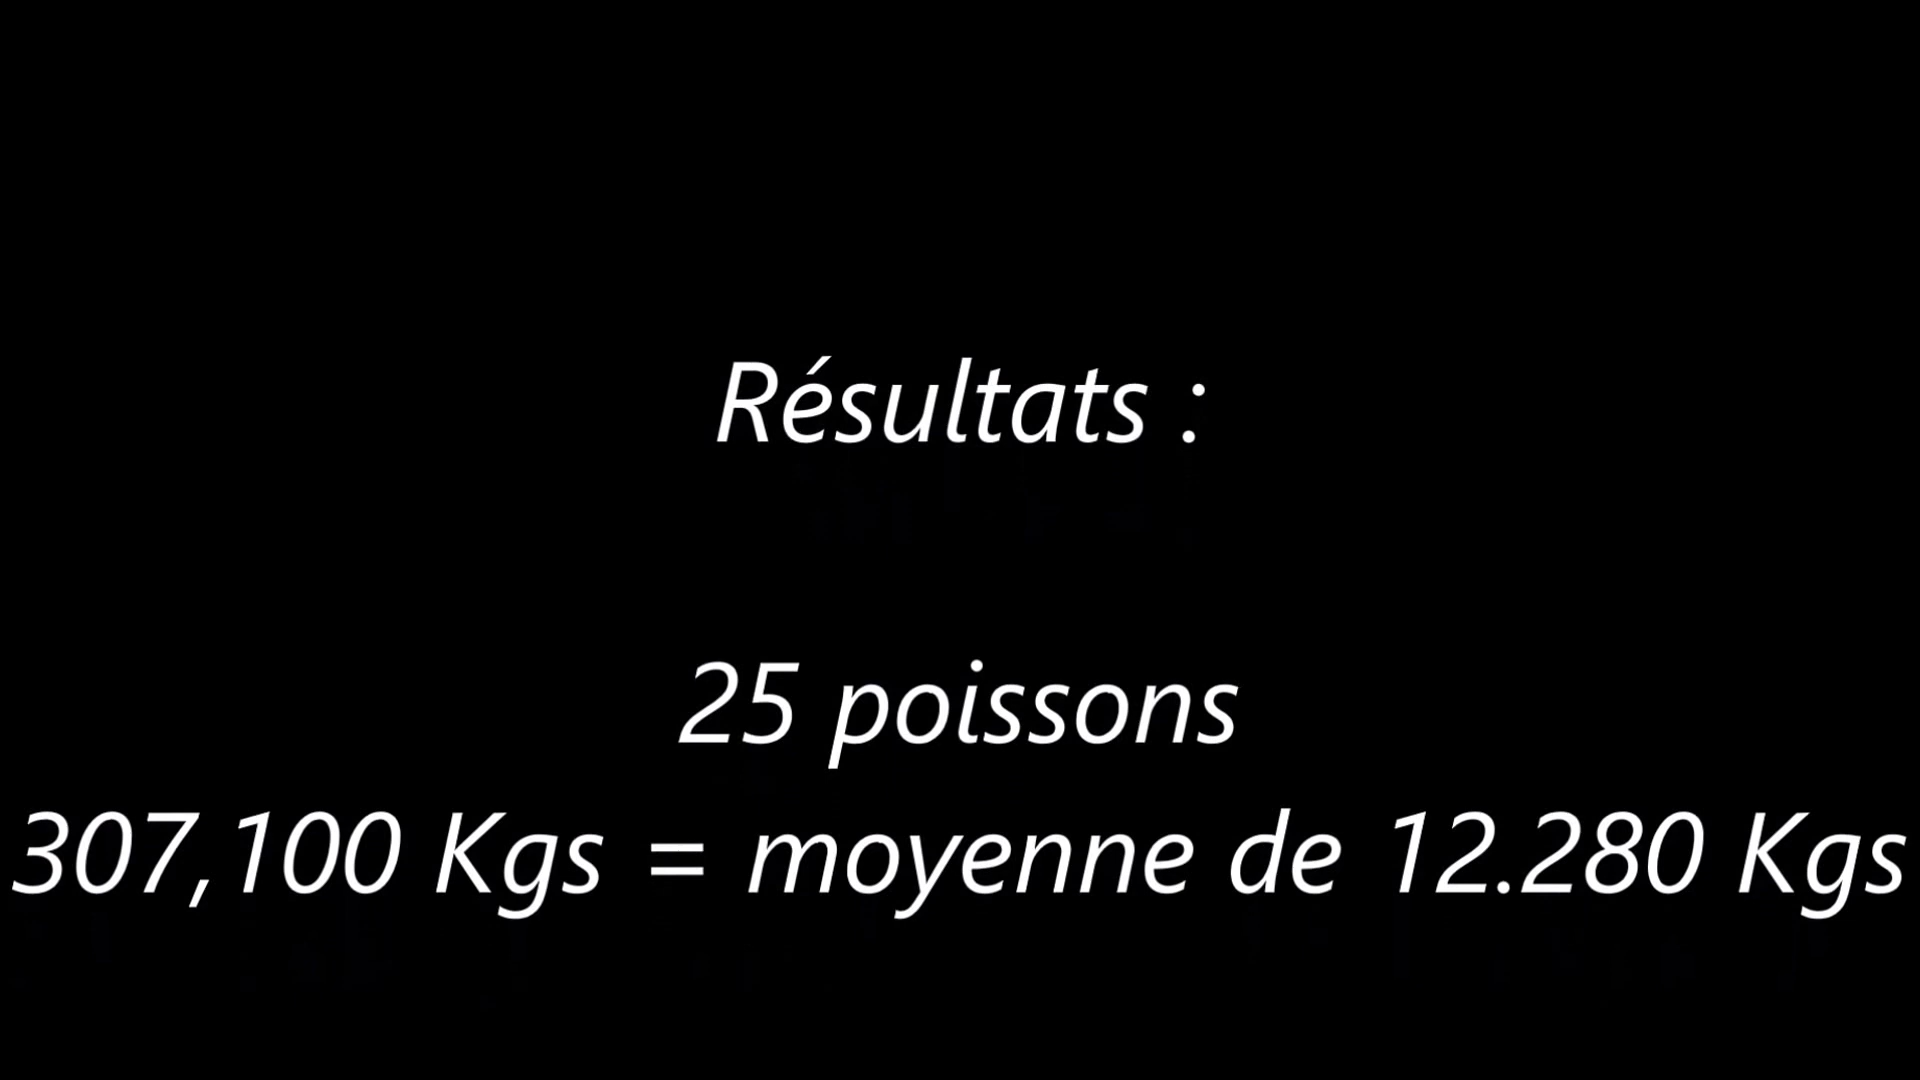 Résultats :
25 poissons
307,100 Kgs = moyenne de 12.280 Kgs